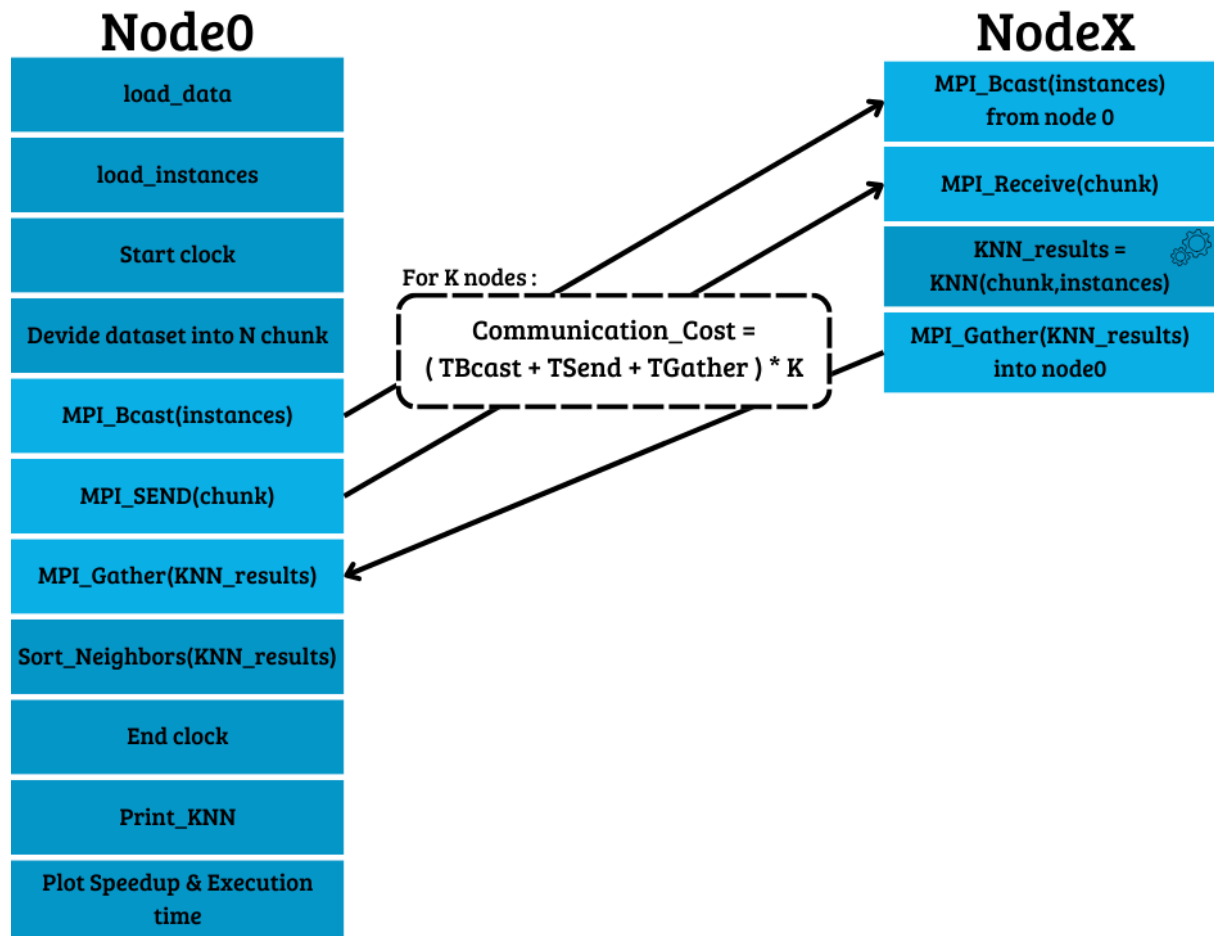 Node0
load_data
load_instances
Start clock
Devide dataset into N chunk
MPI_Bcast(instances)
MPI_SEND(chunk)
MPI_Gather(KNN_results)
Sort_Neighbors(KNN_results)
End clock
Print_KNN
Plot Speedup & Execution
time
For K nodes :
Communication_Cost =
( TBcast + TSend + TGather ) * K
NodeX
MPI_Bcast(instances)
from node 0
MPI_Receive(chunk)
KNN_results =
KNN(chunk,instances)
MPI_Gather(KNN_results)
into node0